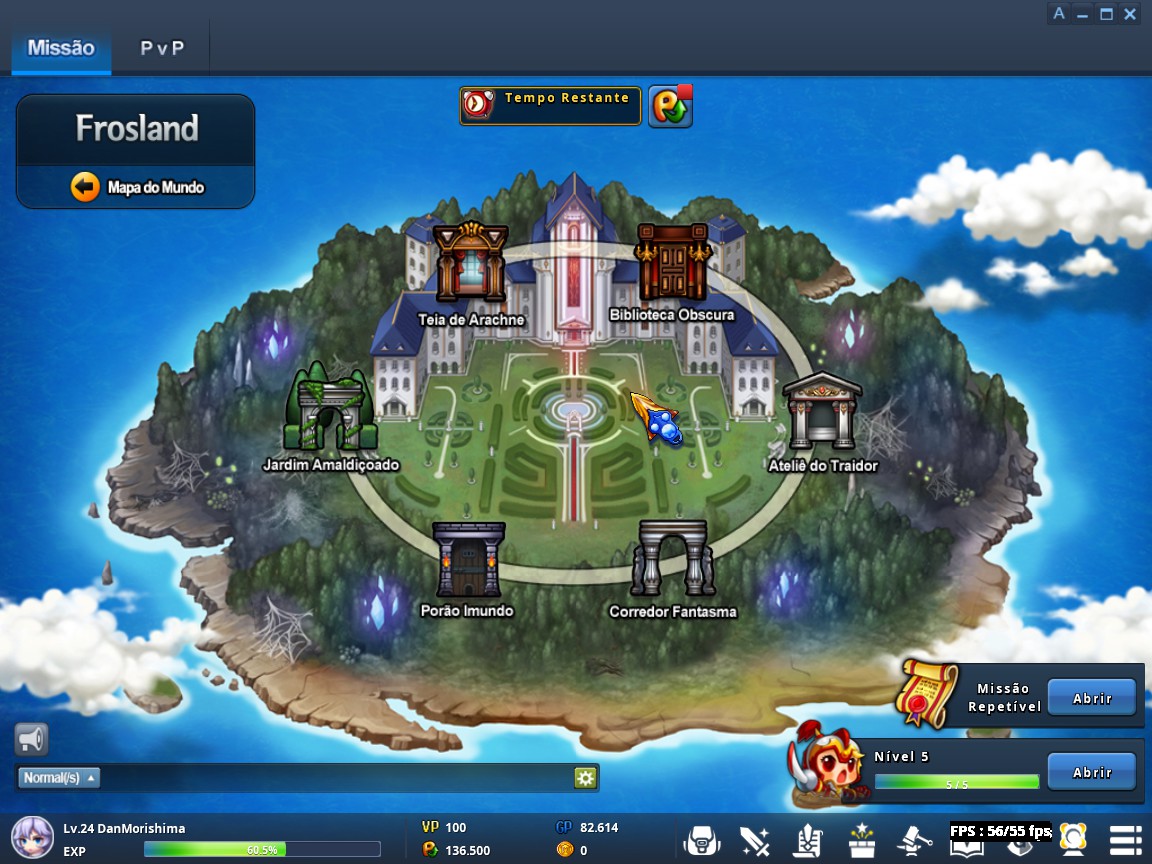 A
Missão
P v P
Frosland
Mapa do Mundo
Tempo Restante
Teia de Arachne
Biblioteca Obscura
Jardim Amaldiçoado
Ateliê do Traidor
Porão Imundo
Corredor Fantasma
Missão
Repetível
Abrir
Nível 5
5 / 5
Abrir
Normal(/s)
Lv.24 DanMorishima
EXP
60.5%
VP 100
136.500
GP 82.614
0
FPS : 56/55 fps